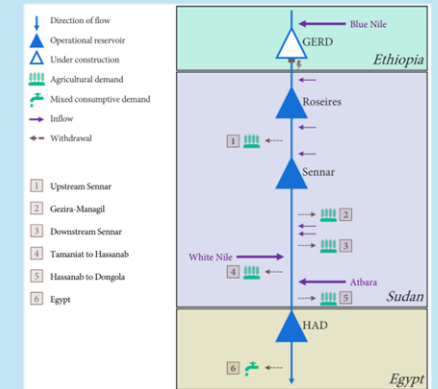 Direction of flow
Operational reservoir
Under construction
Agricultural demand
Mixed consumptive demand
Inflow
Withdrawal
1 Upstream Sennar
2 Gezira-Managil
3 Downstream Sennar
4 Tamaniat to Hassanab
5 Hassanab to Dongola
6 Egypt
Blue Nile
GERD
Ethiopia
Roseires
1
Sennar
2
3
White Nile
4
Atbara
5
Sudan
HAD
6
Egypt